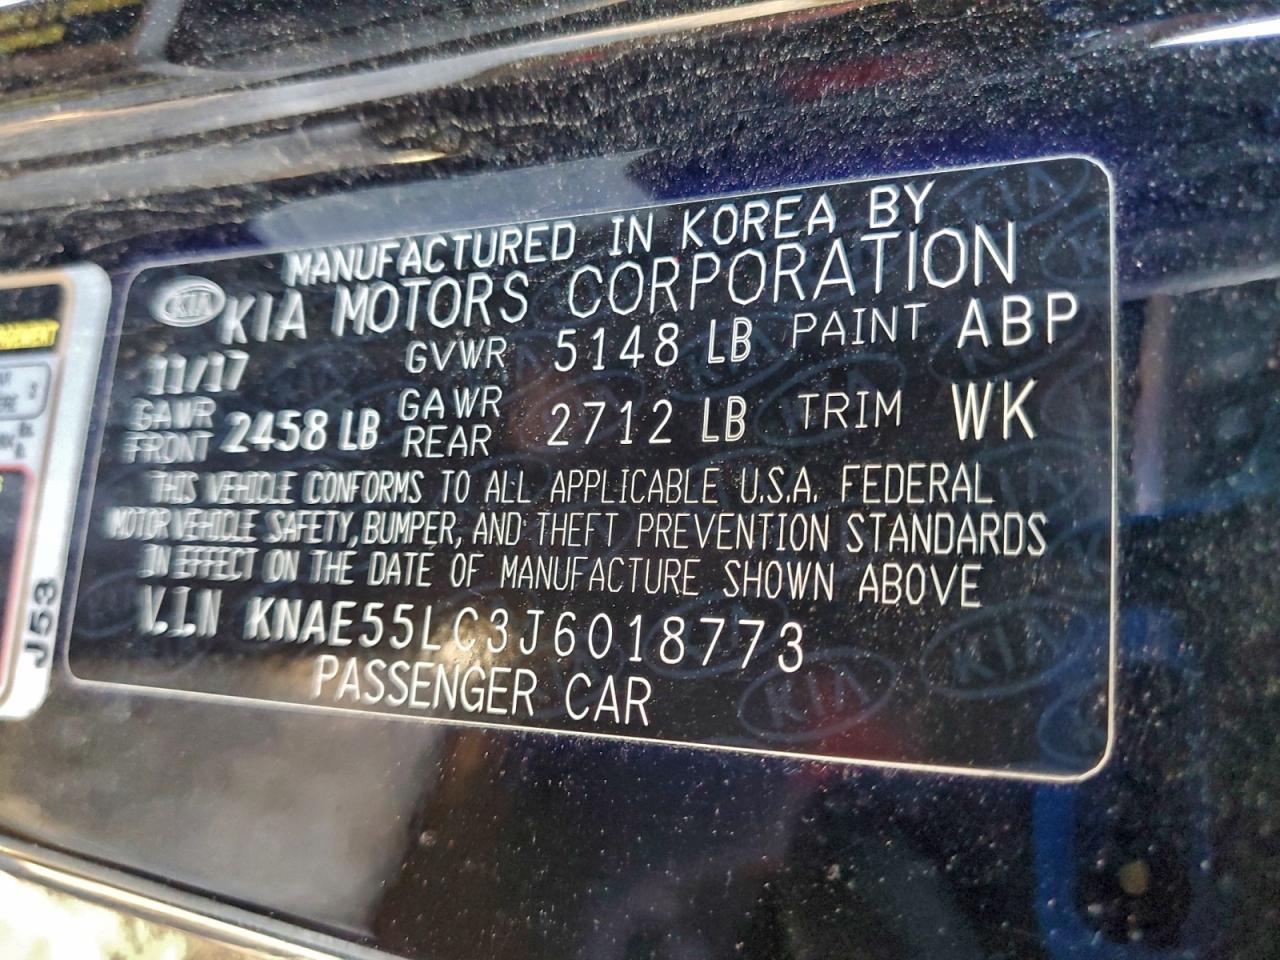 MANUFACTURED IN KOREA BY
KIA KIA MOTORS CORPORATION
11/17 GVWR 5148 LB PAINT ABP
GAWR FRONT 2458 LB GAWR REAR 2712 LB TRIM WK
THIS VEHICLE CONFORMS TO ALL APPLICABLE U.S.A. FEDERAL
MOTOR VEHICLE SAFETY, BUMPER, AND THEFT PREVENTION STANDARDS
IN EFFECT ON THE DATE OF MANUFACTURE SHOWN ABOVE
V.I.N KNAE55LC3J6018773
PASSENGER CAR
J53